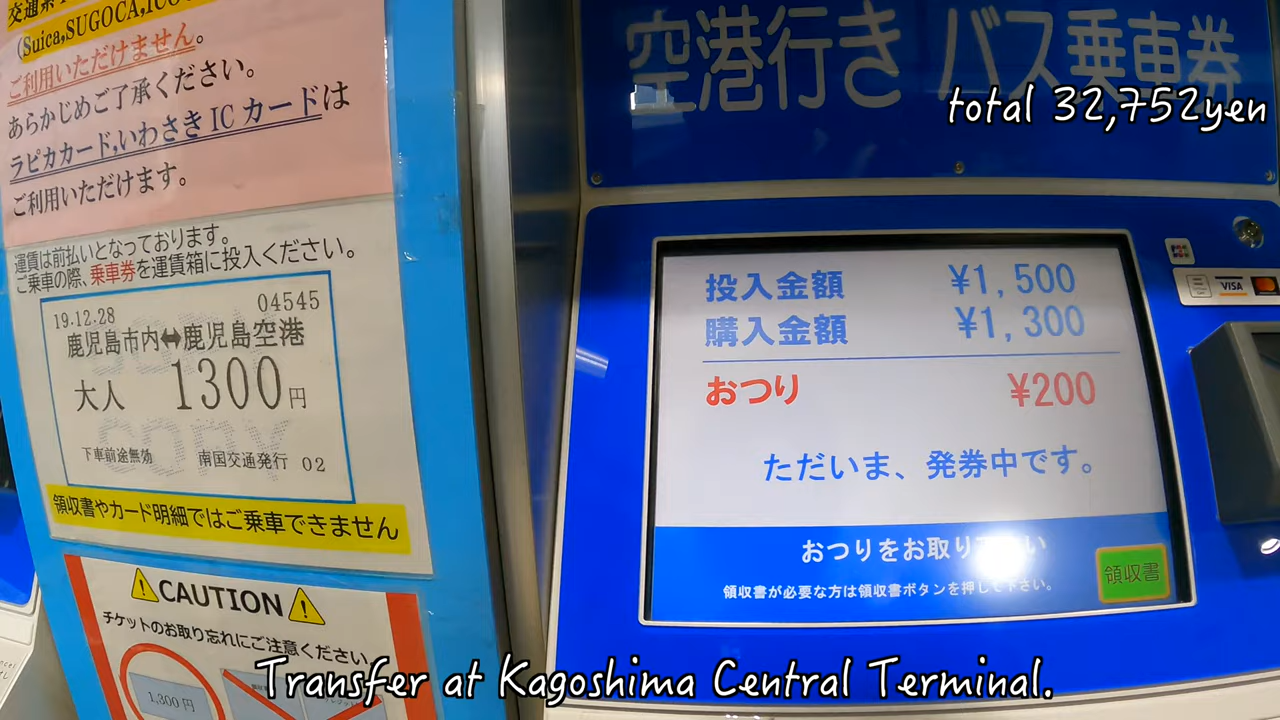 交通系
(Suica,SUGOCA,
ご利用いただけません。
あらかじめご了承ください。
ラピカカード,いわさきICカードは
ご利用いただけます。
運賃は前払いとなっております。
ご乗車の際、乗車券を運賃箱に投入ください。
19.12.28 04545
鹿児島市内⬌鹿児島空港
大人 1300円
COPY
下車前途無効 南国交通発行 02
領収書やカード明細ではご乗車できません
CAUTION
チケットのお取り忘れにご注意ください
1,300円
空港行き バス乗車券
total 32,752yen
JCB
VISA
投入金額 ¥1,500
購入金額 ¥1,300
おつり ¥200
ただいま、発券中です。
おつりをお取り下さい
領収書が必要な方は領収書ボタンを押して下さい。
領収書
Transfer at Kagoshima Central Terminal.